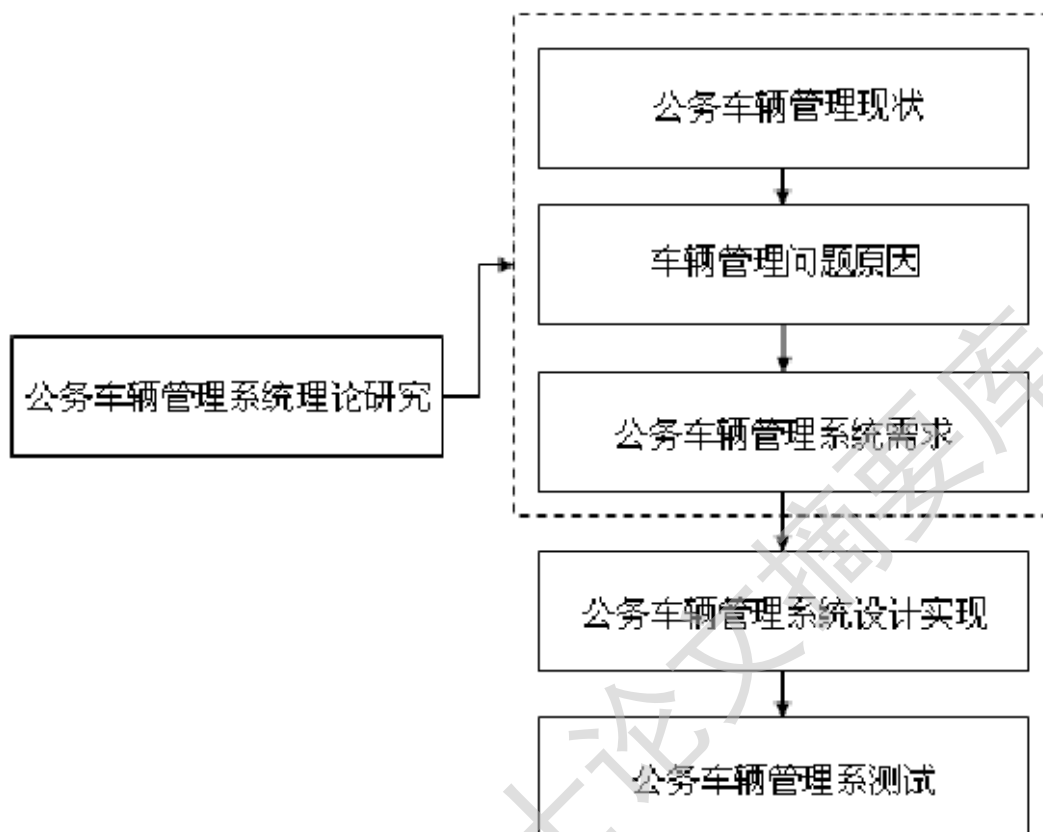 公务车辆管理现状
车辆管理问题原因
公务车辆管理系统理论研究
公务车辆管理系统需求
公务车辆管理系统设计实现
公务车辆管理系测试
士论文摘要库